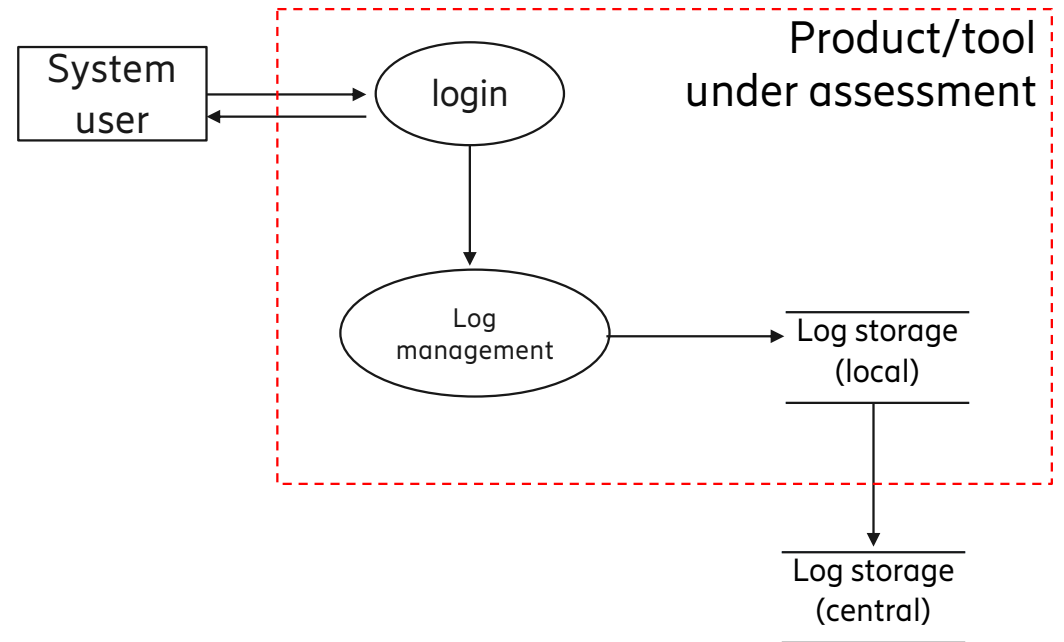 Product/tool
under assessment
System
user
login
Log
management
Log storage
(local)
Log storage
(central)